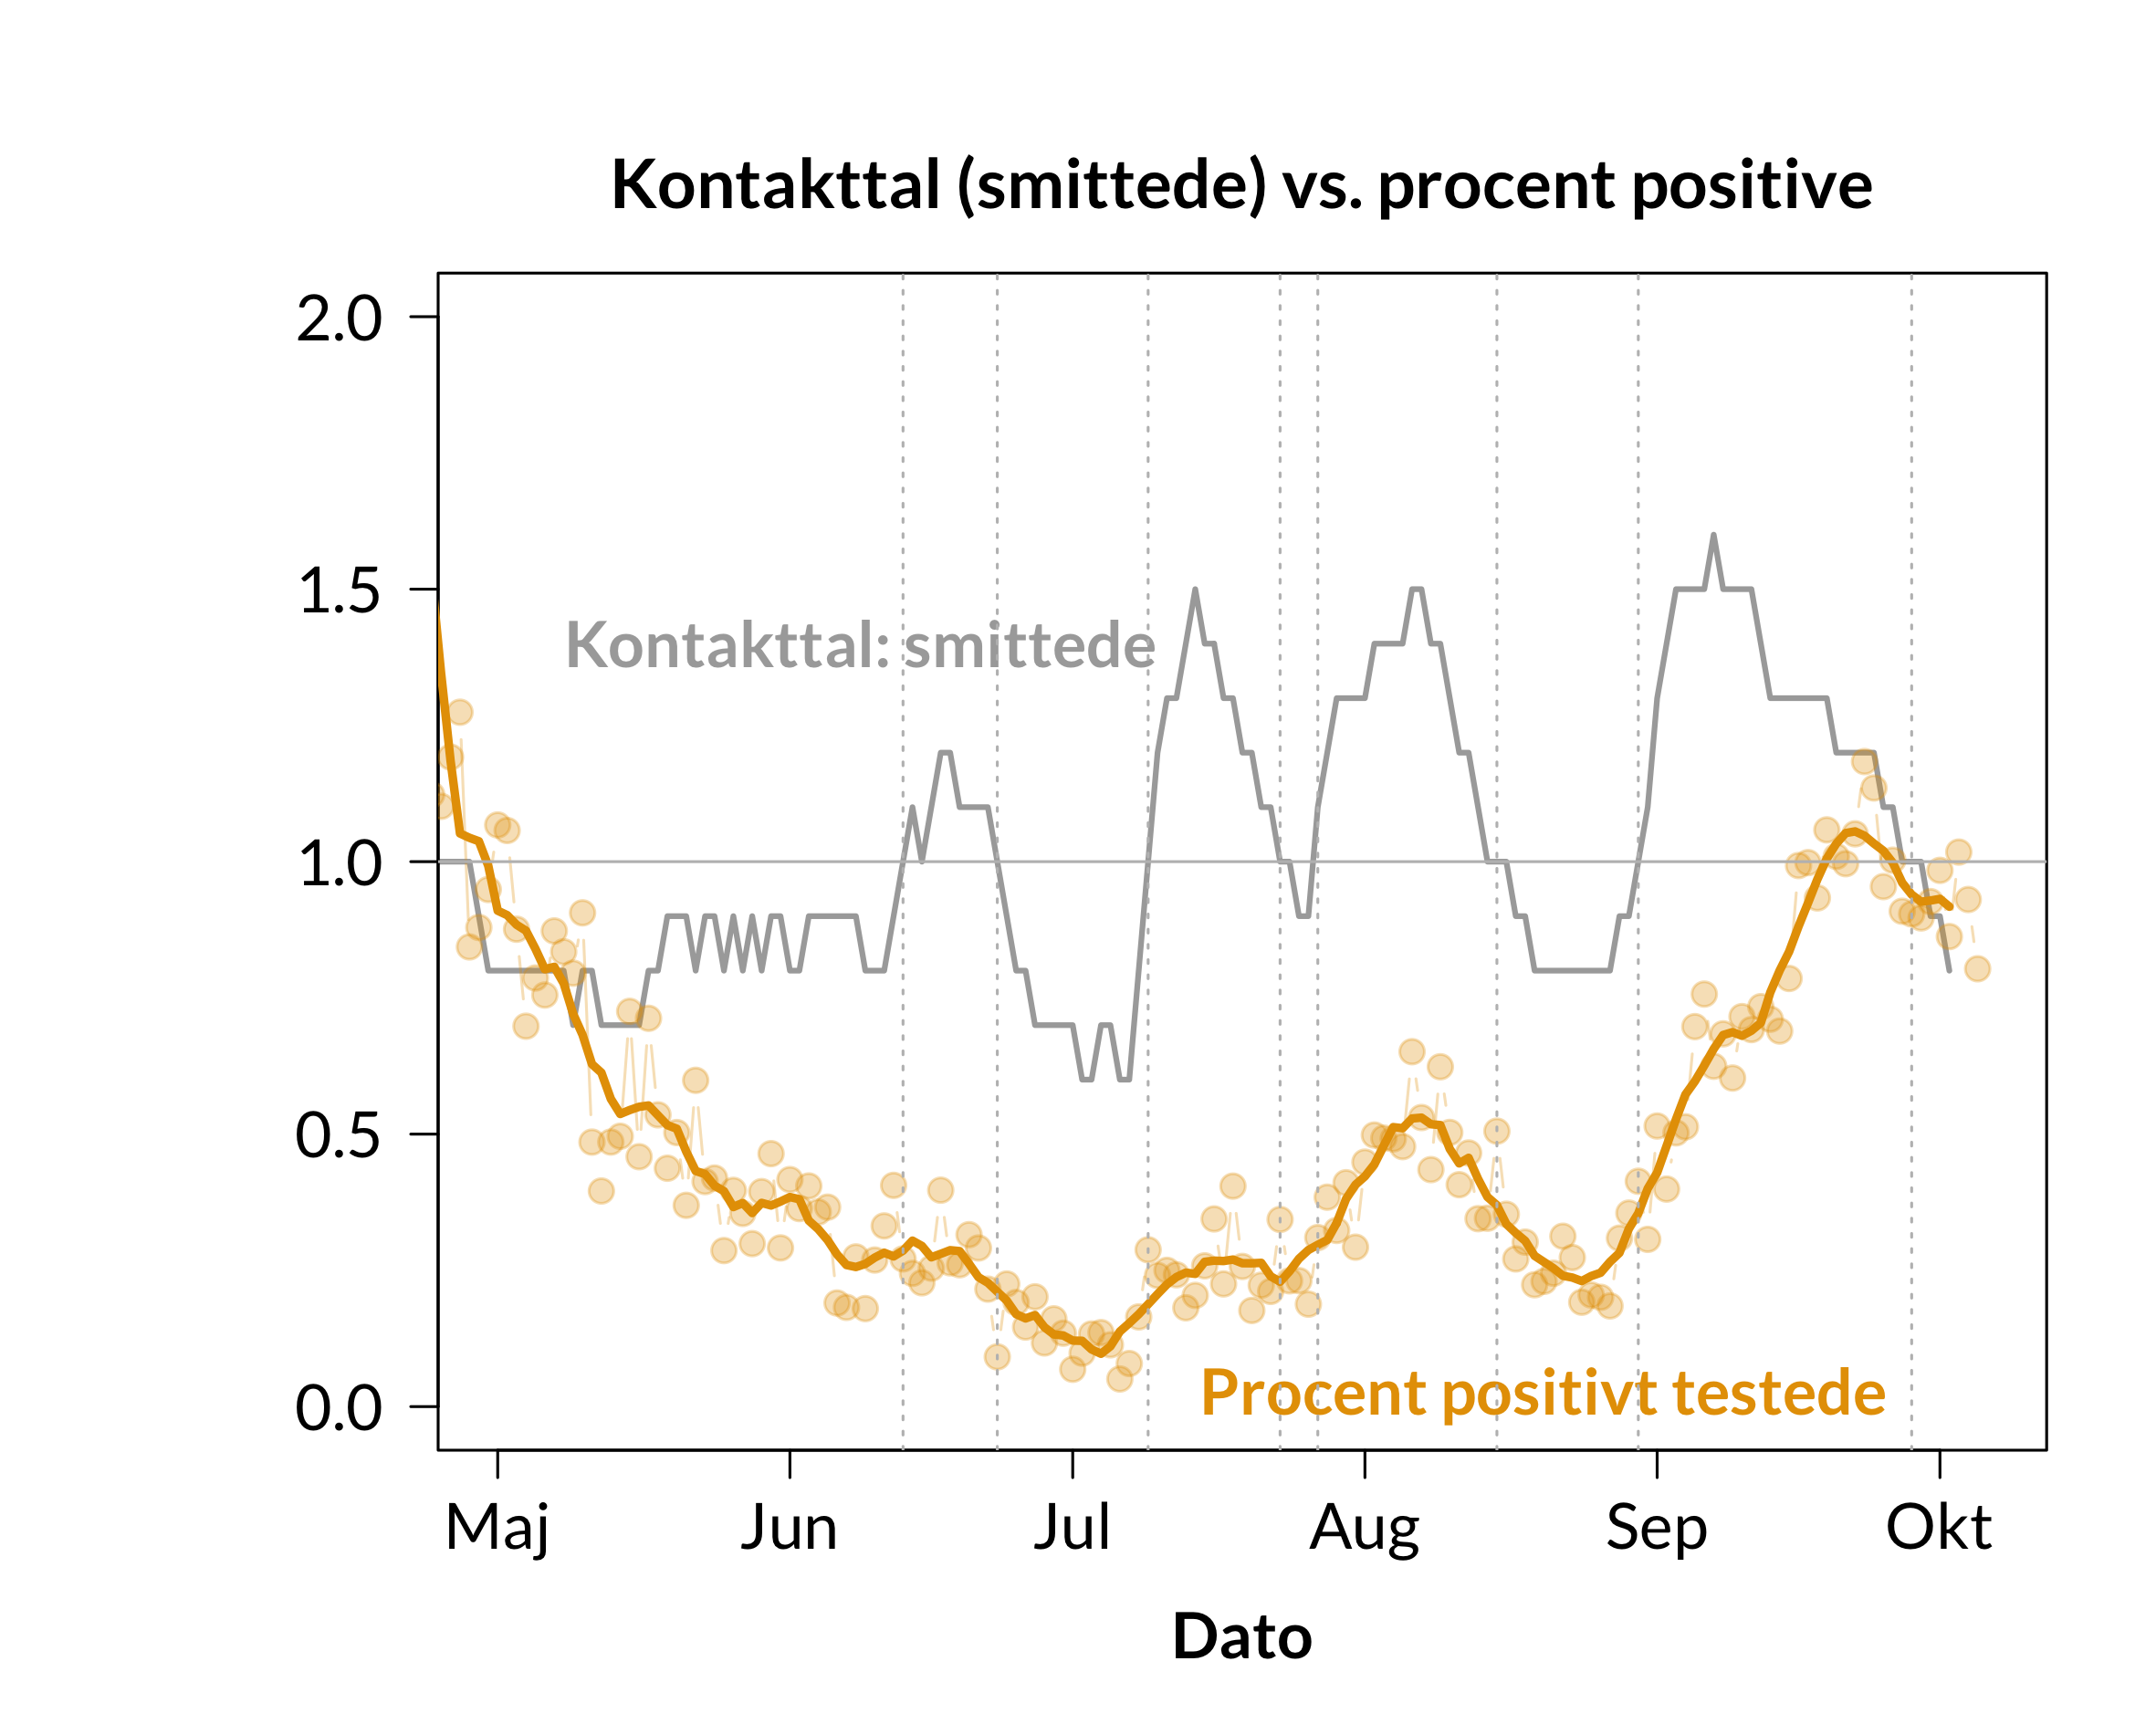 Kontakttal (smittede) vs. procent positive
2.0
1.5
Kontakttal: smittede
1.0
0.5
0.0
Procent positivt testede
Maj Jun Jul Aug Sep Okt
Dato